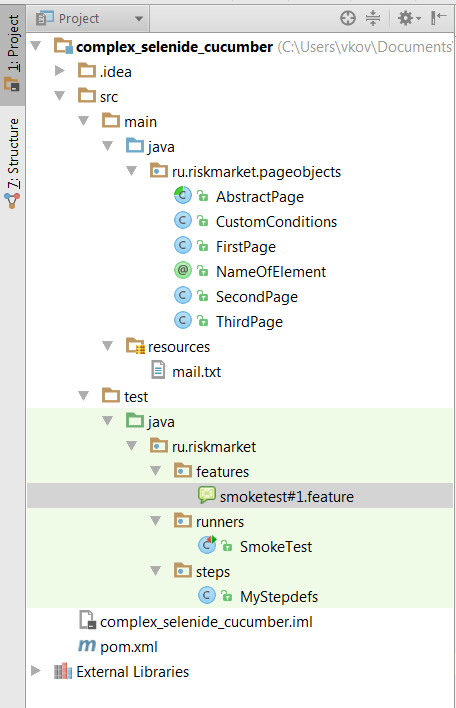 1: Project
7: Structure
Project
complex_selenide_cucumber (C:\Users\vkov\Documents\
.idea
src
main
java
ru.riskmarket.pageobjects
AbstractPage
CustomConditions
FirstPage
NameOfElement
SecondPage
ThirdPage
resources
mail.txt
test
java
ru.riskmarket
features
smoketest#1.feature
runners
SmokeTest
steps
MyStepdefs
complex_selenide_cucumber.iml
pom.xml
External Libraries